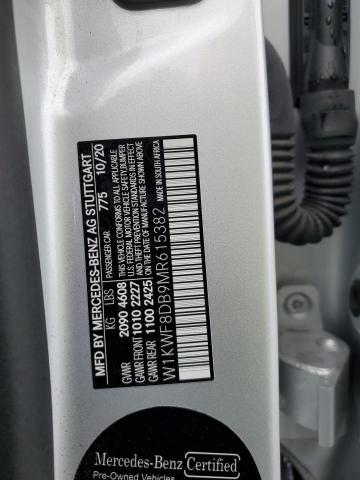 MFD BY MERCEDES-BENZ AG STUTTGART
PASSENGER CAR 775 10/20
KG LBS THIS VEHICLE CONFORMS TO ALL APPLICABLE
GVWR 2090 4608 U.S. FEDERAL MOTOR VEHICLE SAFETY, BUMPER
GAWR FRONT 1010 2227 AND THEFT PREVENTION STANDARDS IN EFFECT
GAWR REAR 1100 2425 ON THE DATE OF MANUFACTURE SHOWN ABOVE
MADE IN SOUTH AFRICA
W1KWF8DB9MR615382
Mercedes-Benz Certified
Pre-Owned Vehicles